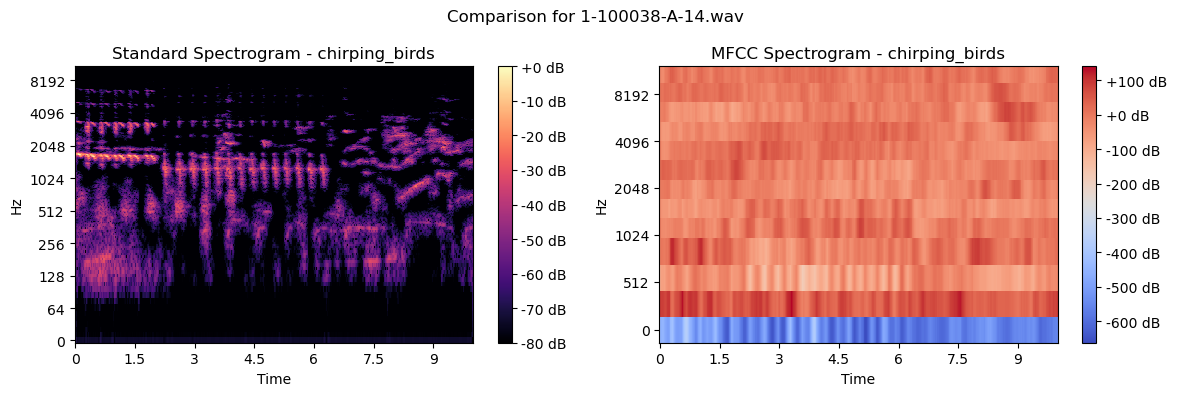 Comparison for 1-100038-A-14.wav
Standard Spectrogram - chirping_birds
8192
4096
2048
1024
512
256
128
64
0
Hz
0 1.5 3 4.5 6 7.5 9
Time
+0 dB
-10 dB
-20 dB
-30 dB
-40 dB
-50 dB
-60 dB
-70 dB
-80 dB
MFCC Spectrogram - chirping_birds
8192
4096
2048
1024
512
0
Hz
0 1.5 3 4.5 6 7.5 9
Time
+100 dB
+0 dB
-100 dB
-200 dB
-300 dB
-400 dB
-500 dB
-600 dB